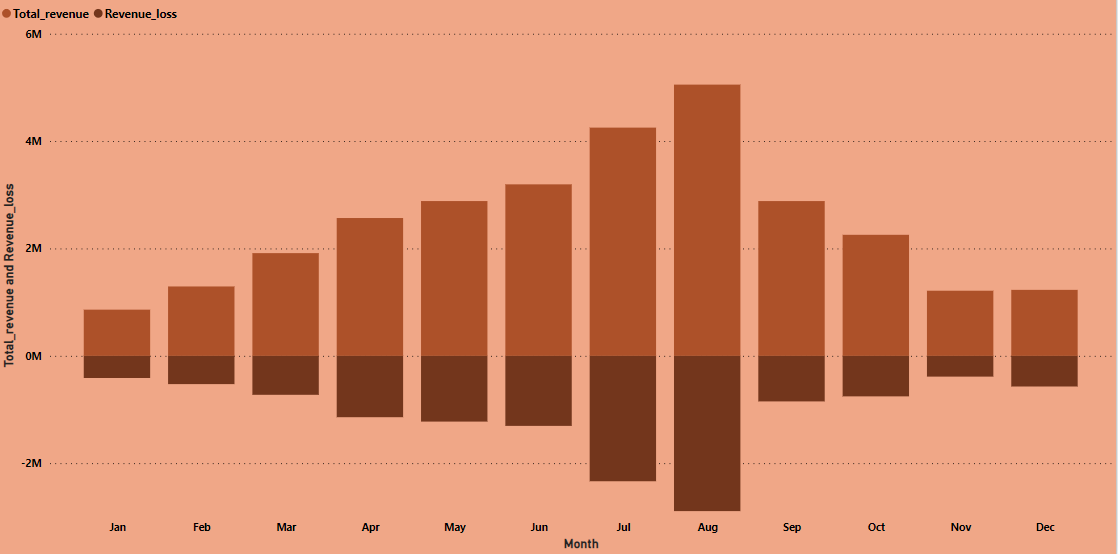 Total_revenue Revenue_loss
6M
4M
2M
0M
-2M
Total_revenue and Revenue_loss
Jan Feb Mar Apr May Jun Jul Aug Sep Oct Nov Dec
Month